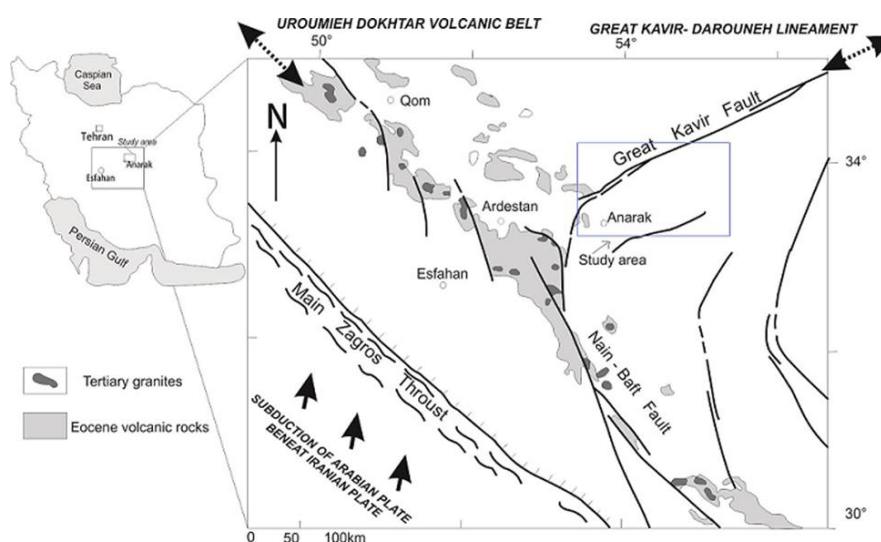 UROUMIEH DOKHTAR VOLCANIC BELT
GREAT KAVIR- DAROUNEH LINEAMENT
50°
54°
Caspian
Sea
Tehran
Study area
Anarak
Esfahan
Persian Gulf
N
Qom
Great Kavir Fault
34°
Ardestan
Anarak
Study area
Esfahan
Main Zagros Throust
Nain - Baft Fault
Tertiary granites
Eocene volcanic rocks
SUBDUCTION OF ARABIAN PLATE
BENEAT IRANIAN PLATE
30°
0 50 100km